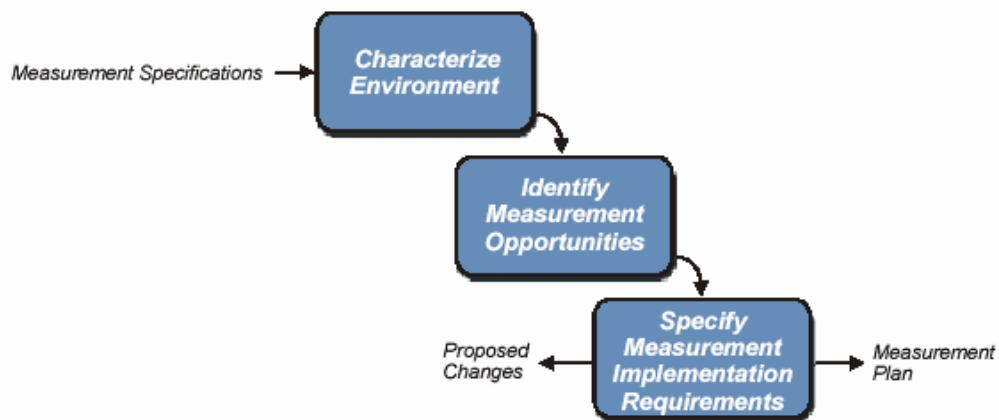 Measurement Specifications
Characterize
Environment
Identify
Measurement
Opportunities
Specify
Measurement
Implementation
Requirements
Proposed
Changes
Measurement
Plan